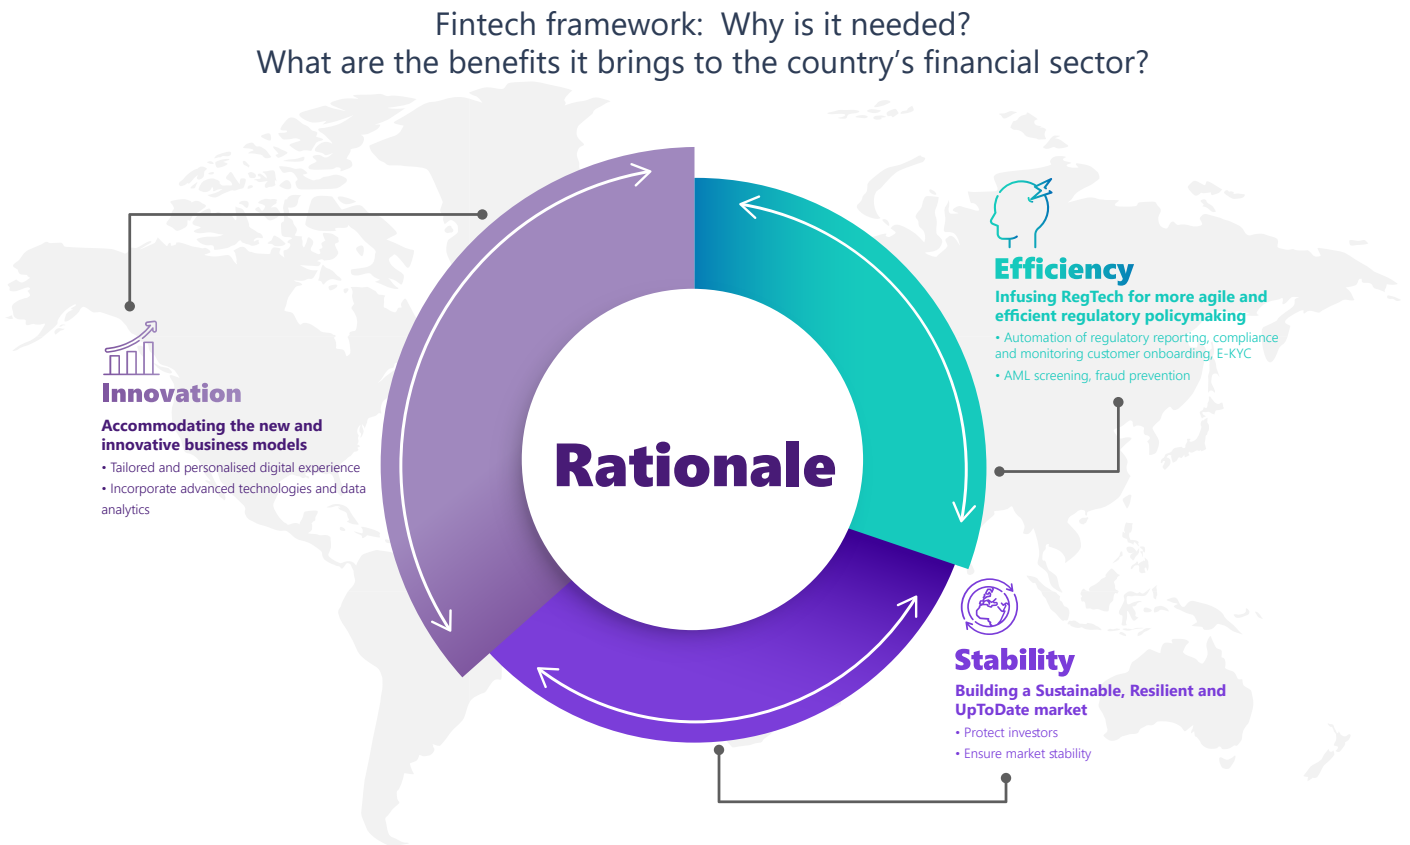 Fintech framework:  Why is it needed?
What are the benefits it brings to the country’s financial sector?
Innovation
Accommodating the new and
innovative business models
• Tailored and personalised digital experience
• Incorporate advanced technologies and data
analytics
Rationale
Efficiency
Infusing RegTech for more agile and
efficient regulatory policymaking
• Automation of regulatory reporting, compliance
and monitoring customer onboarding, E-KYC
• AML screening, fraud prevention
Stability
Building a Sustainable, Resilient and
UpToDate market
• Protect investors
• Ensure market stability